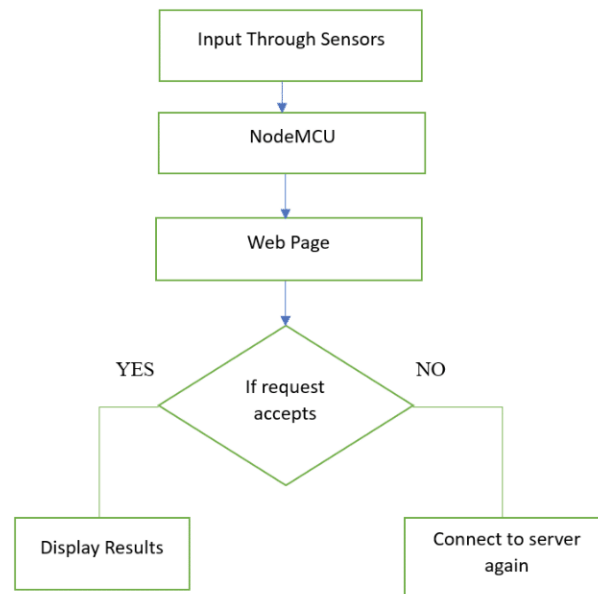 Input Through Sensors
NodeMCU
Web Page
YES
NO
If request
accepts
Display Results
Connect to server
again